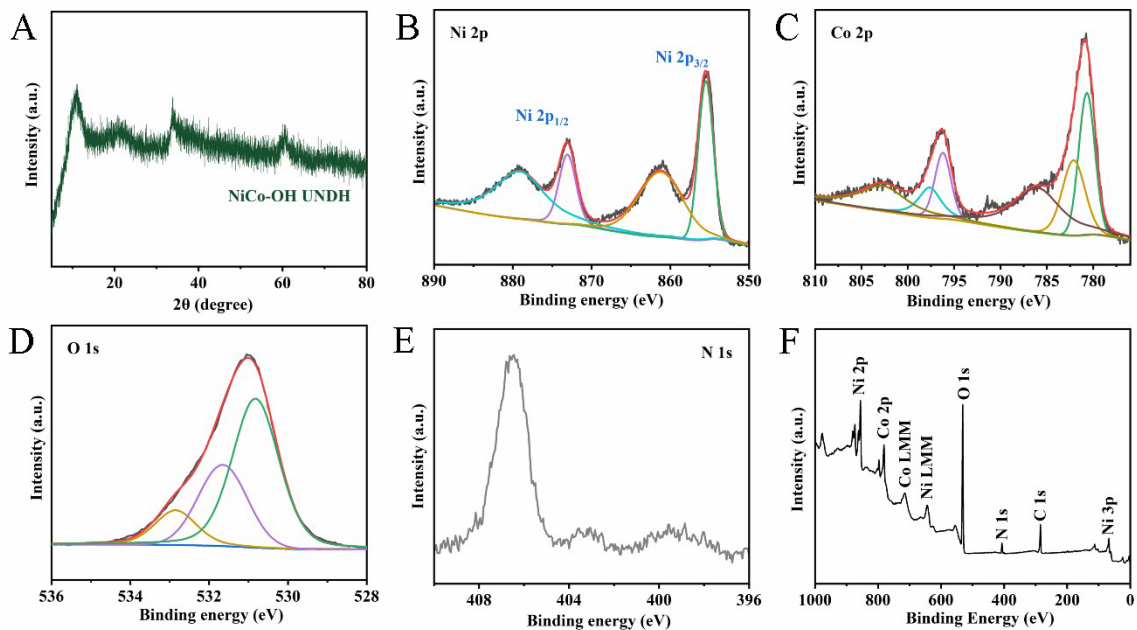 A
Intensity (a.u.)
NiCo-OH UNDH
20 40 60 80
2θ (degree)
B
Ni 2p
Ni 2p3/2
Ni 2p1/2
Intensity (a.u.)
890 880 870 860 850
Binding energy (eV)
C
Co 2p
Intensity (a.u.)
810 805 800 795 790 785 780
Binding energy (eV)
D
O 1s
Intensity (a.u.)
536 534 532 530 528
Binding energy (eV)
E
N 1s
Intensity (a.u.)
408 404 400 396
Binding energy (eV)
F
Intensity (a.u.)
Ni 2p
Co 2p
Co LMM
Ni LMM
O 1s
N 1s
C 1s
Ni 3p
1000 800 600 400 200 0
Binding Energy (eV)